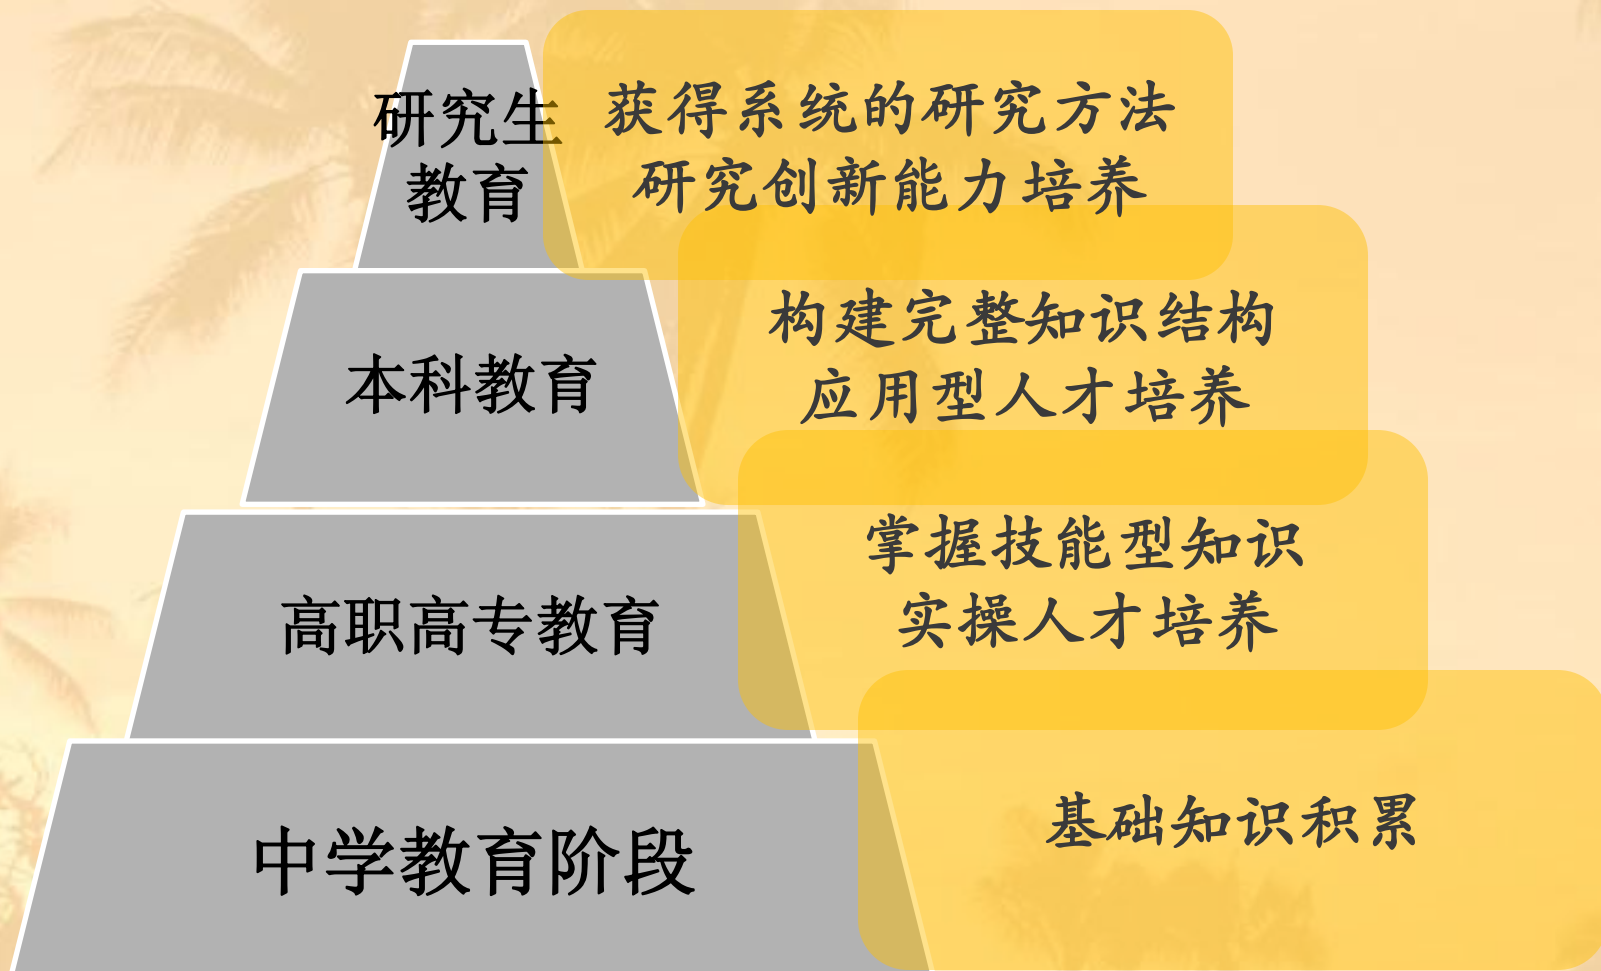 研究生
教育
获得系统的研究方法
研究创新能力培养
本科教育
构建完整知识结构
应用型人才培养
高职高专教育
掌握技能型知识
实操人才培养
中学教育阶段
基础知识积累